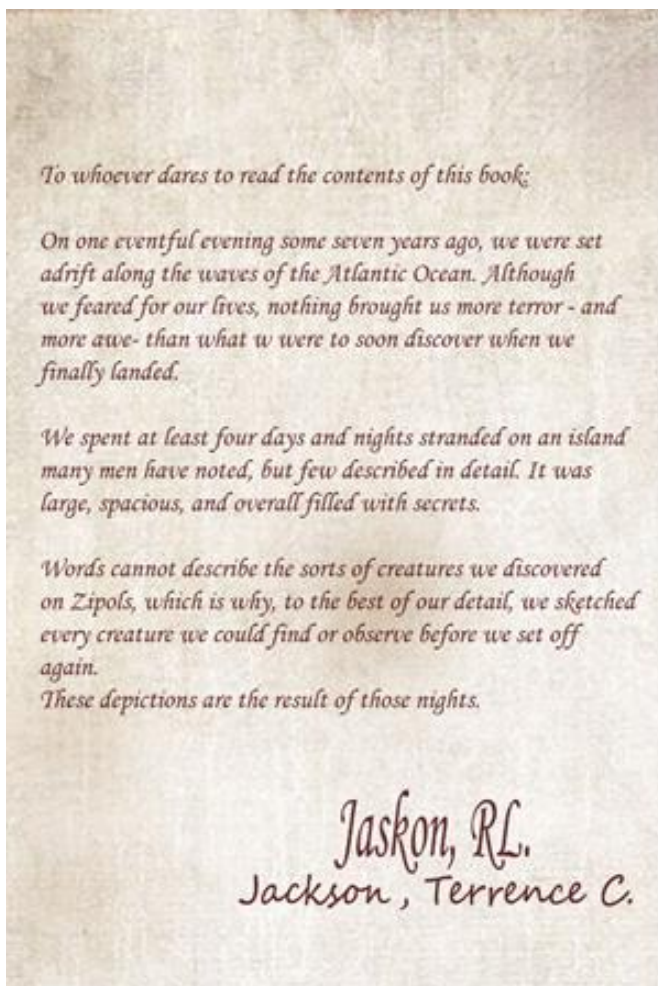 To whoever dares to read the contents of this book:
On one eventful evening some seven years ago, we were set
adrift along the waves of the Atlantic Ocean. Although
we feared for our lives, nothing brought us more terror - and
more awe- than what w were to soon discover when we
finally landed.
We spent at least four days and nights stranded on an island
many men have noted, but few described in detail. It was
large, spacious, and overall filled with secrets.
Words cannot describe the sorts of creatures we discovered
on Zipols, which is why, to the best of our detail, we sketched
every creature we could find or observe before we set off
again.
These depictions are the result of those nights.
Jaskon, RL.
Jackson , Terrence C.